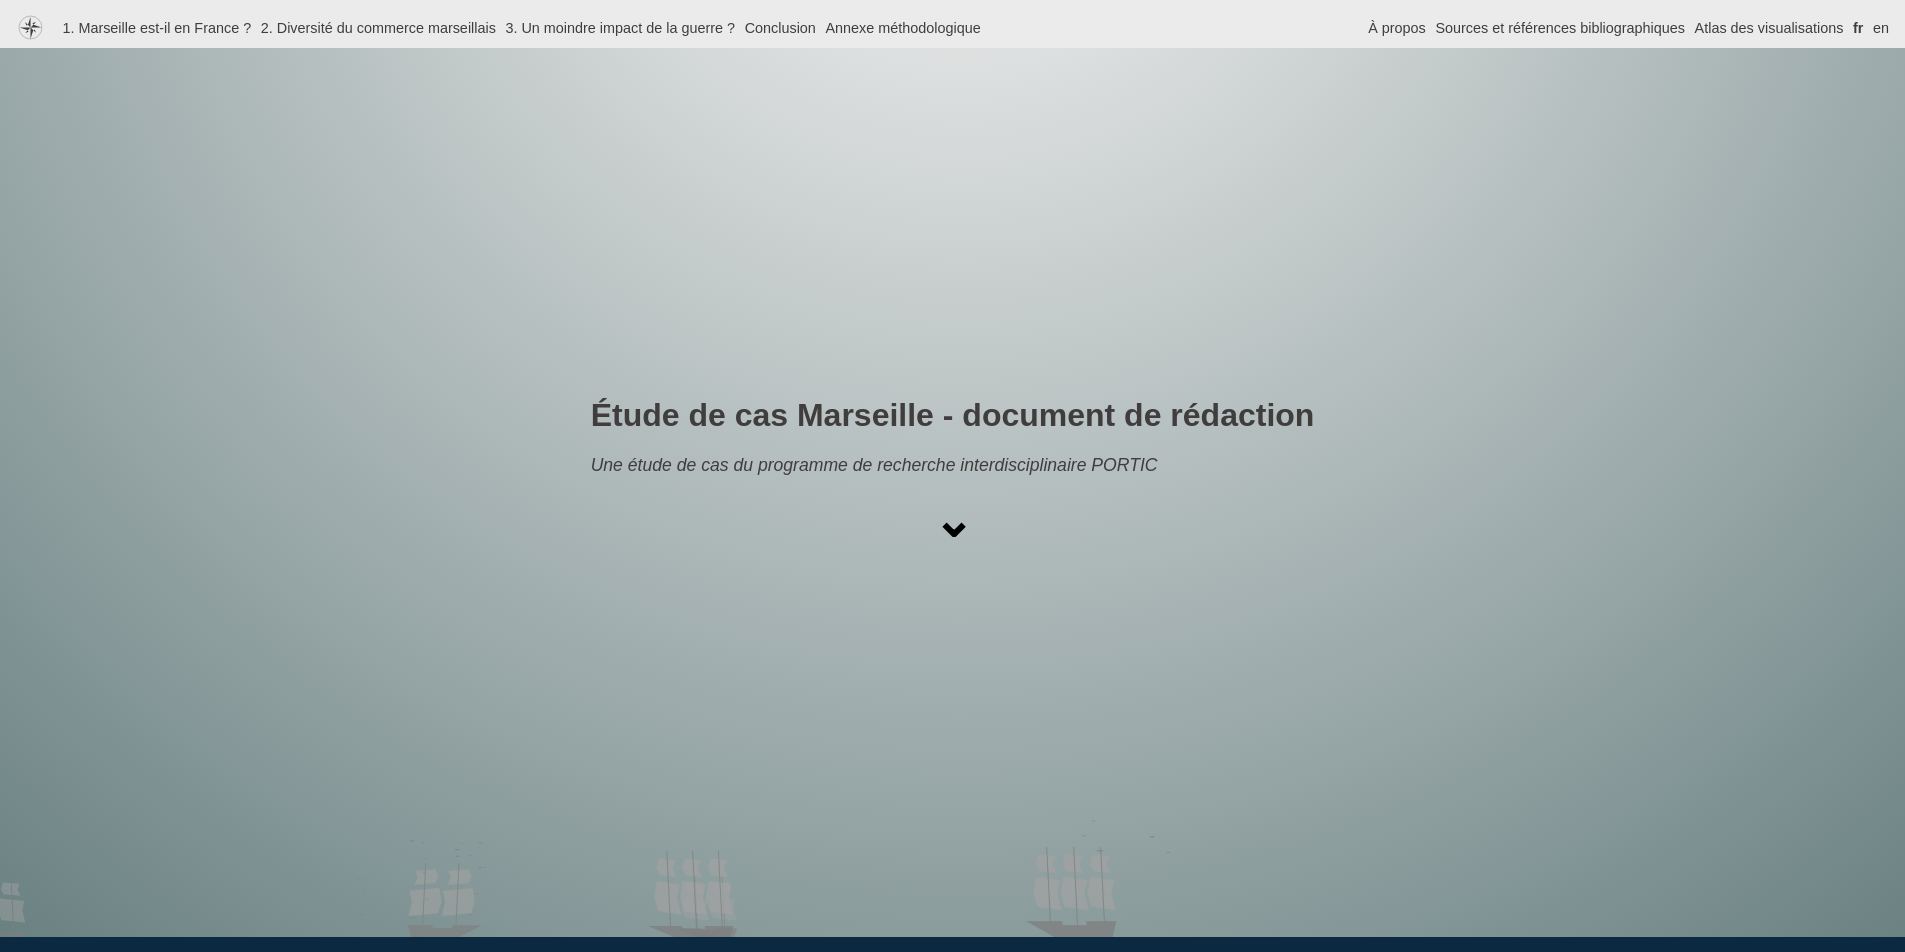 1. Marseille est-il en France ? 2. Diversité du commerce marseillais 3. Un moindre impact de la guerre ? Conclusion Annexe méthodologique À propos Sources et références bibliographiques Atlas des visualisations fr en
Étude de cas Marseille - document de rédaction
Une étude de cas du programme de recherche interdisciplinaire PORTIC